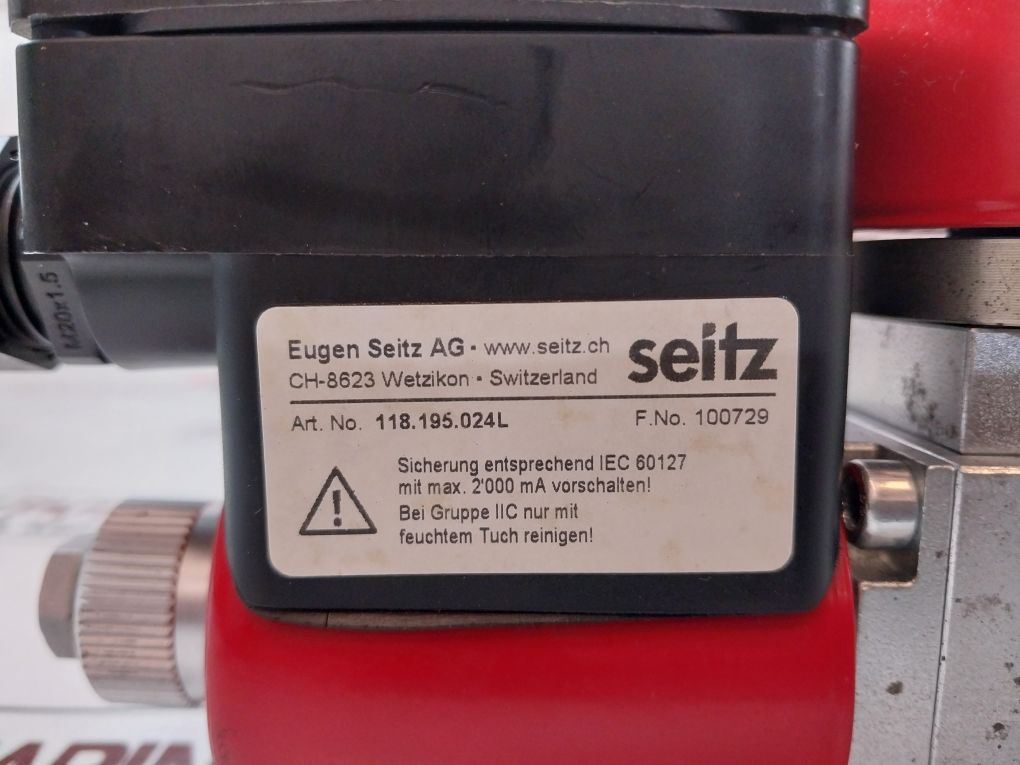 M20x1.5
Eugen Seitz AG · www.seitz.ch
seitz
CH-8623 Wetzikon · Switzerland
Art. No. 118.195.024L F.No. 100729
Sicherung entsprechend IEC 60127
mit max. 2'000 mA vorschalten!
Bei Gruppe IIC nur mit
feuchtem Tuch reinigen!